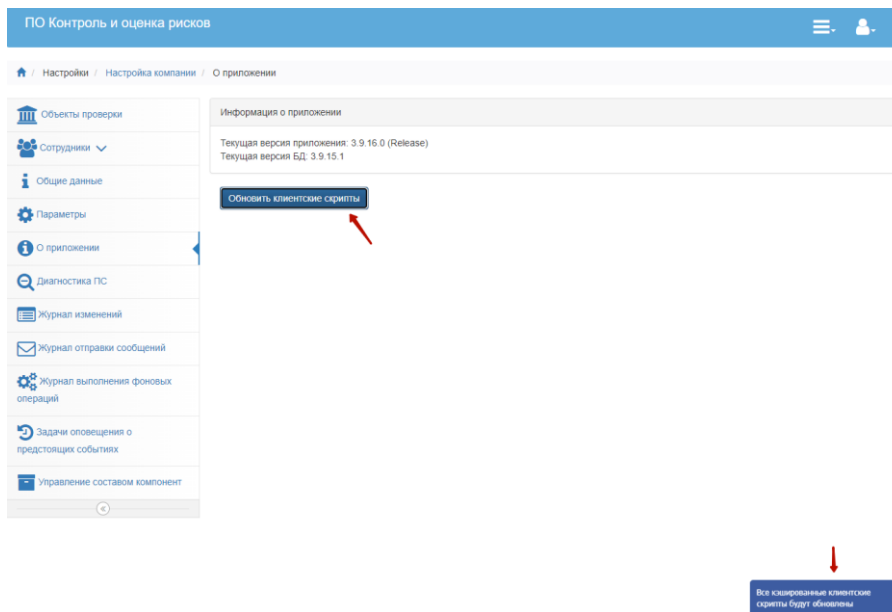 ПО Контроль и оценка рисков
/ Настройки / Настройка компании / О приложении
Объекты проверки
Сотрудники
Общие данные
Параметры
О приложении
Диагностика ПС
Журнал изменений
Журнал отправки сообщений
Журнал выполнения фоновых
операций
Задачи оповещения о
предстоящих событиях
Управление составом компонент
Информация о приложении
Текущая версия приложения: 3.9.16.0 (Release)
Текущая версия БД: 3.9.15.1
Обновить клиентские скрипты
Все кэшированные клиентские
скрипты будут обновлены